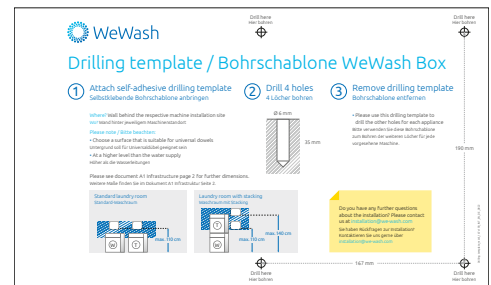 Drill here
Hier bohren
Drill here
Hier bohren
WeWash
Drilling template / Bohrschablone WeWash Box
1 Attach self-adhesive drilling template
Selbstklebende Bohrschablone anbringen
Where? Wall behind the respective machine installation site
Wo? Wand hinter jeweiligem Maschinenstandort
Please note / Bitte beachten:
• Choose a surface that is suitable for universal dowels
Untergrund soll für Universaldübel geeignet sein
• At a higher level than the water supply
Höher als die Wasserleitungen
Please see document A1 Infrastructure page 2 for further dimensions.
Weitere Maße finden Sie im Dokument A1 Infrastruktur Seite 2.
2 Drill 4 holes
4 Löcher bohren
Ø 6 mm
35 mm
3 Remove drilling template
Bohrschablone entfernen
• Please use this drilling template to
drill the other holes for each appliance
Bitte verwenden Sie diese Bohrschablone
zum Bohren der weiteren Löcher für jede
vorgesehene Maschine.
190 mm
Standard laundry room
Standard-Waschraum
W
T
max. 110 cm
Laundry room with stacking
Waschraum mit Stacking
T
W
max. 110 cm
max. 140 cm
Do you have any further questions
about the installation? Please contact
us at installation@we-wash.com
Sie haben Rückfragen zur Installation?
Kontaktieren Sie uns gerne über
installation@we-wash.com
167 mm
Drill here
Hier bohren
Drill here
Hier bohren